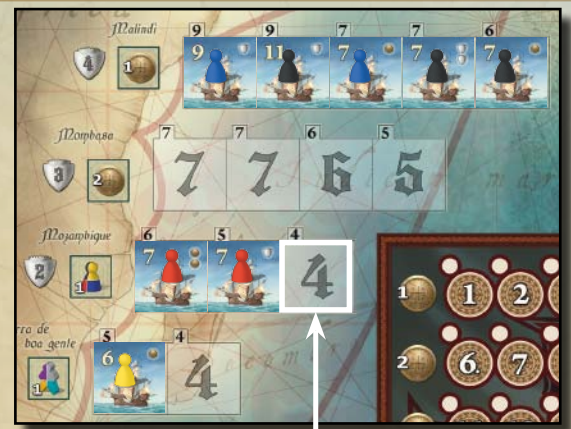 Malindi
9 9 7 7 6
4 1 9 11 7 7 7
Mombasa
7 7 6 5
3 2 7 7 6 5
Mozambique
6 5 4
2 1 7 7 4
1 1 2
rra de
boa gente
5 4
1 6 4
2 6. 7